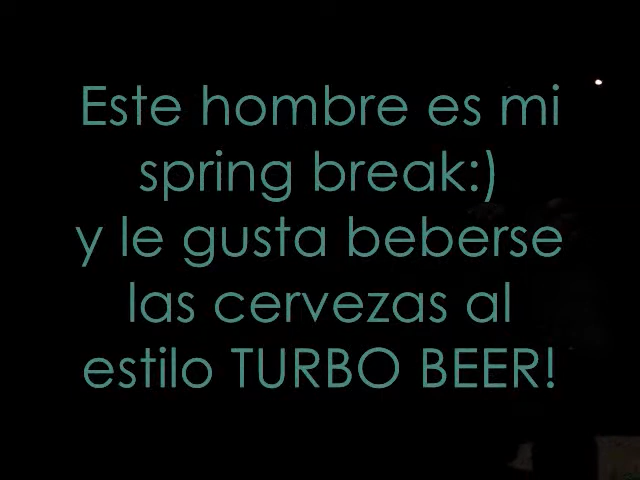 Este hombre es mi
spring break:)
y le gusta beberse
las cervezas al
estilo TURBO BEER!